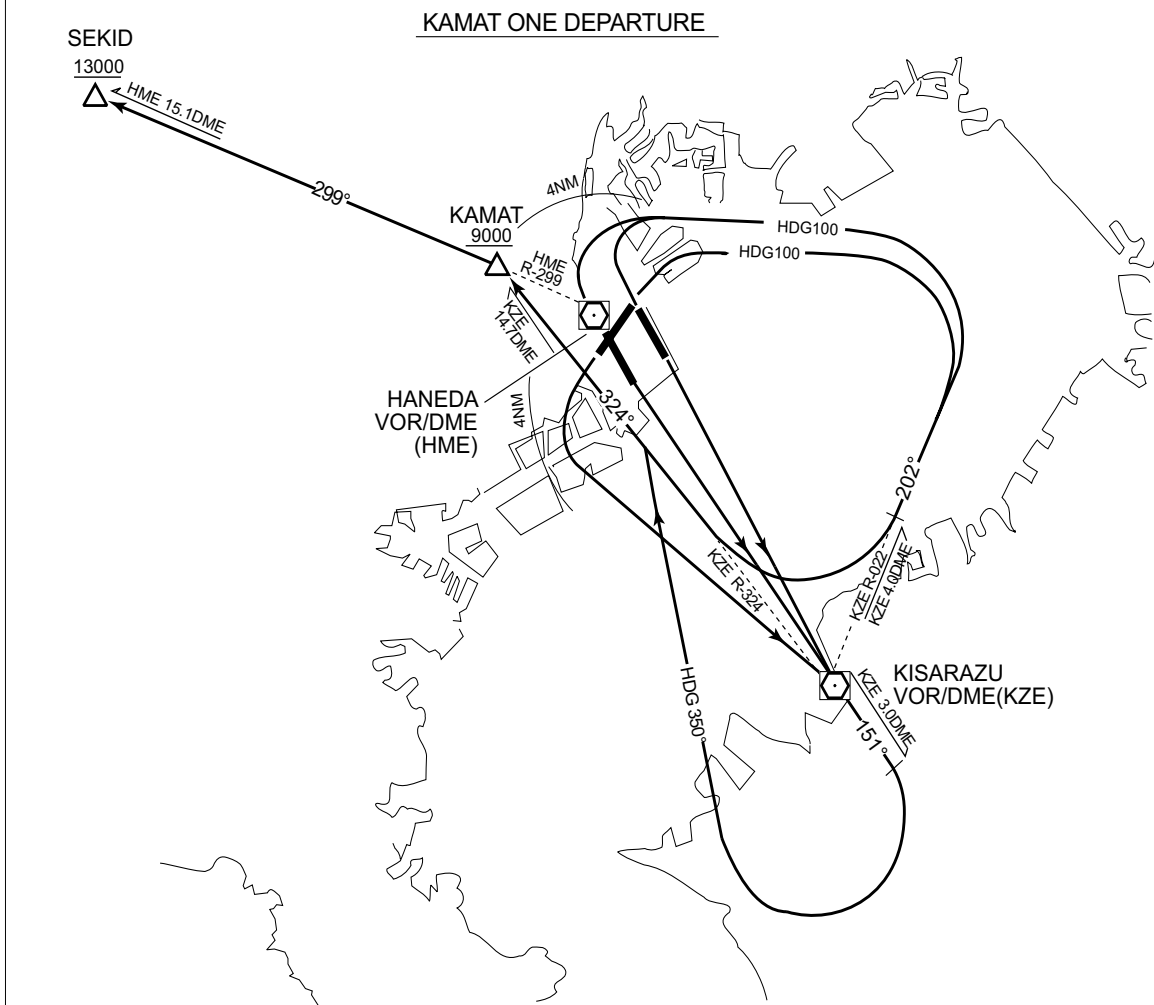 KAMAT ONE DEPARTURE
SEKID
13000
HME 15.1DME
299°
4NM
KAMAT
9000
HME
R-299
HDG100
HDG100
KZE
14.7DME
HANEDA
VOR/DME
(HME)
4NM
324°
202°
KZE R-022
KZE 4.0DME
KZE R-324
KISARAZU
VOR/DME(KZE)
KZE 3.0DME
151°
HDG 350°